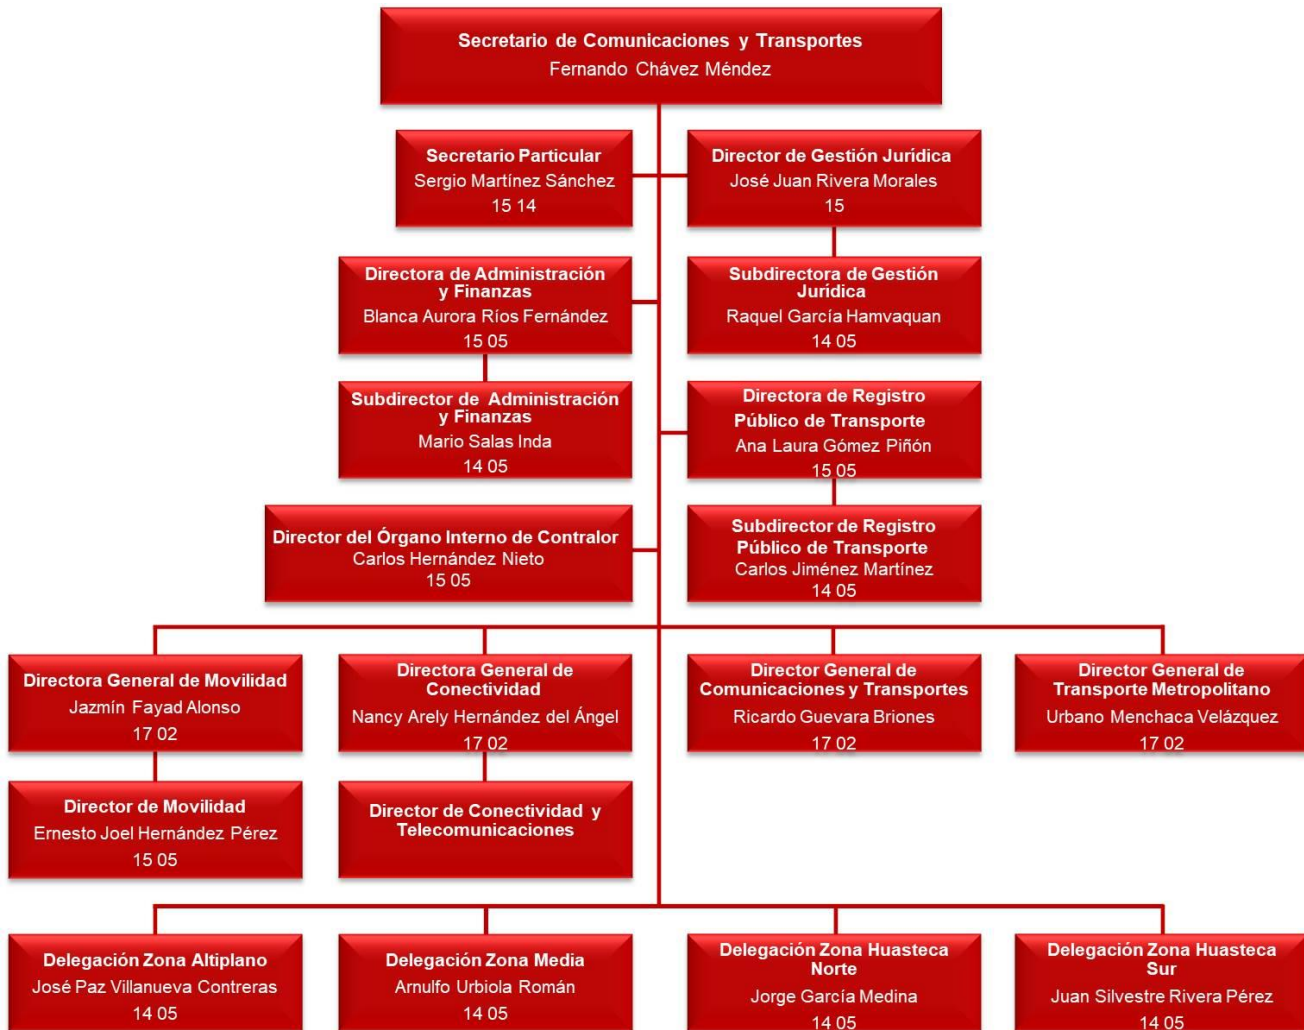 Secretario de Comunicaciones y Transportes
Fernando Chávez Méndez
Secretario Particular
Sergio Martínez Sánchez
15 14
Director de Gestión Jurídica
José Juan Rivera Morales
15
Directora de Administración
y Finanzas
Blanca Aurora Ríos Fernández
15 05
Subdirectora de Gestión
Jurídica
Raquel García Hamvaquan
14 05
Subdirector de Administración
y Finanzas
Mario Salas Inda
14 05
Directora de Registro
Público de Transporte
Ana Laura Gómez Piñón
15 05
Director del Órgano Interno de Contralor
Carlos Hernández Nieto
15 05
Subdirector de Registro
Público de Transporte
Carlos Jiménez Martínez
14 05
Directora General de Movilidad
Jazmín Fayad Alonso
17 02
Directora General de
Conectividad
Nancy Arely Hernández del Ángel
17 02
Director General de
Comunicaciones y Transportes
Ricardo Guevara Briones
17 02
Director General de
Transporte Metropolitano
Urbano Menchaca Velázquez
17 02
Director de Movilidad
Ernesto Joel Hernández Pérez
15 05
Director de Conectividad y
Telecomunicaciones
Delegación Zona Altiplano
José Paz Villanueva Contreras
14 05
Delegación Zona Media
Arnulfo Urbiola Román
14 05
Delegación Zona Huasteca
Norte
Jorge García Medina
14 05
Delegación Zona Huasteca
Sur
Juan Silvestre Rivera Pérez
14 05